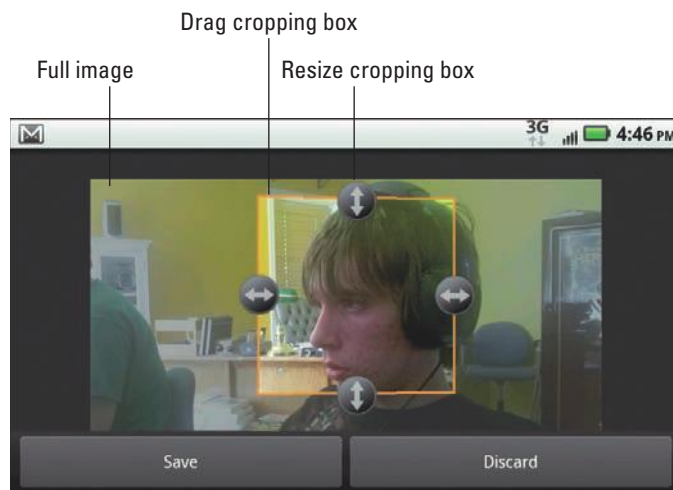 Drag cropping box
Full image
Resize cropping box
3G
4:46 PM
Save
Discard